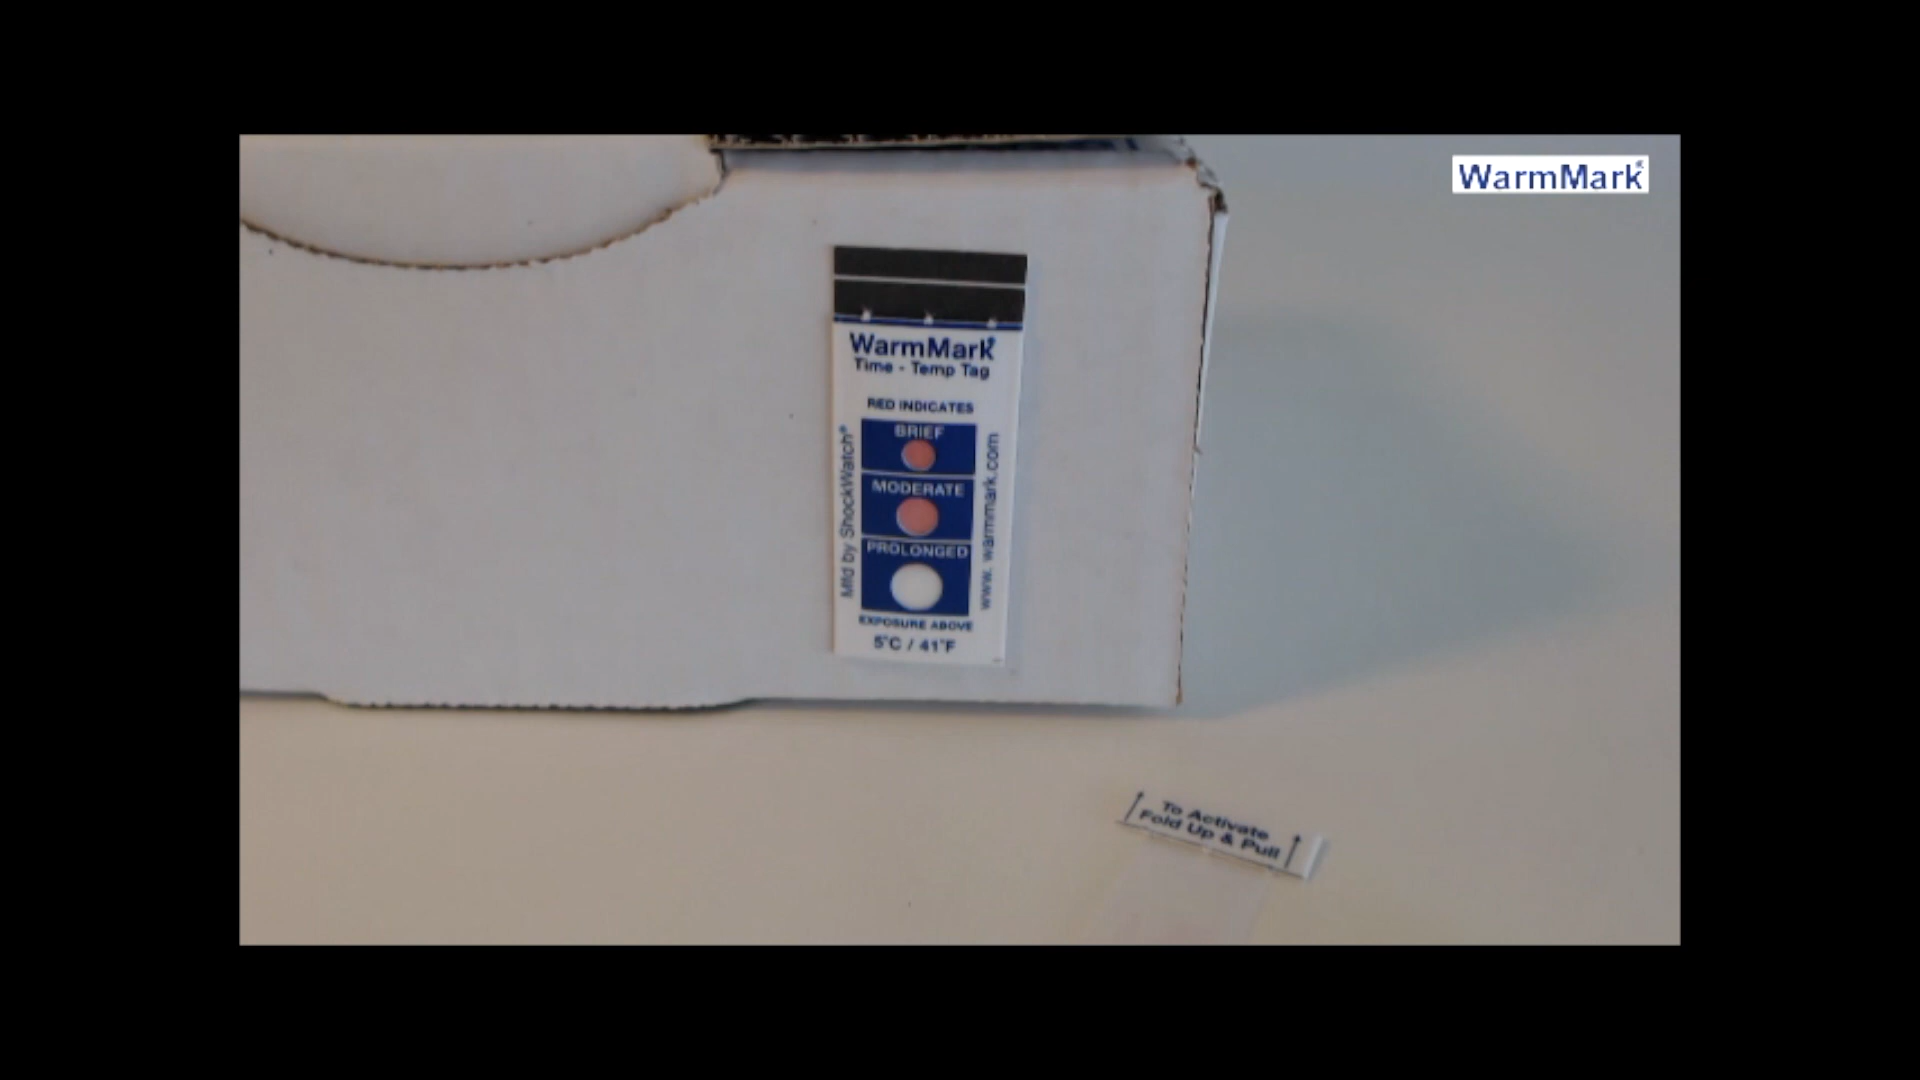 WarmMark
WarmMark
Time - Temp Tag
RED INDICATES
BRIEF
MODERATE
PROLONGED
EXPOSURE ABOVE
5°C / 41°F
Mfd by ShockWatch®
www. warmmark.com
To Activate
Fold Up & Pull